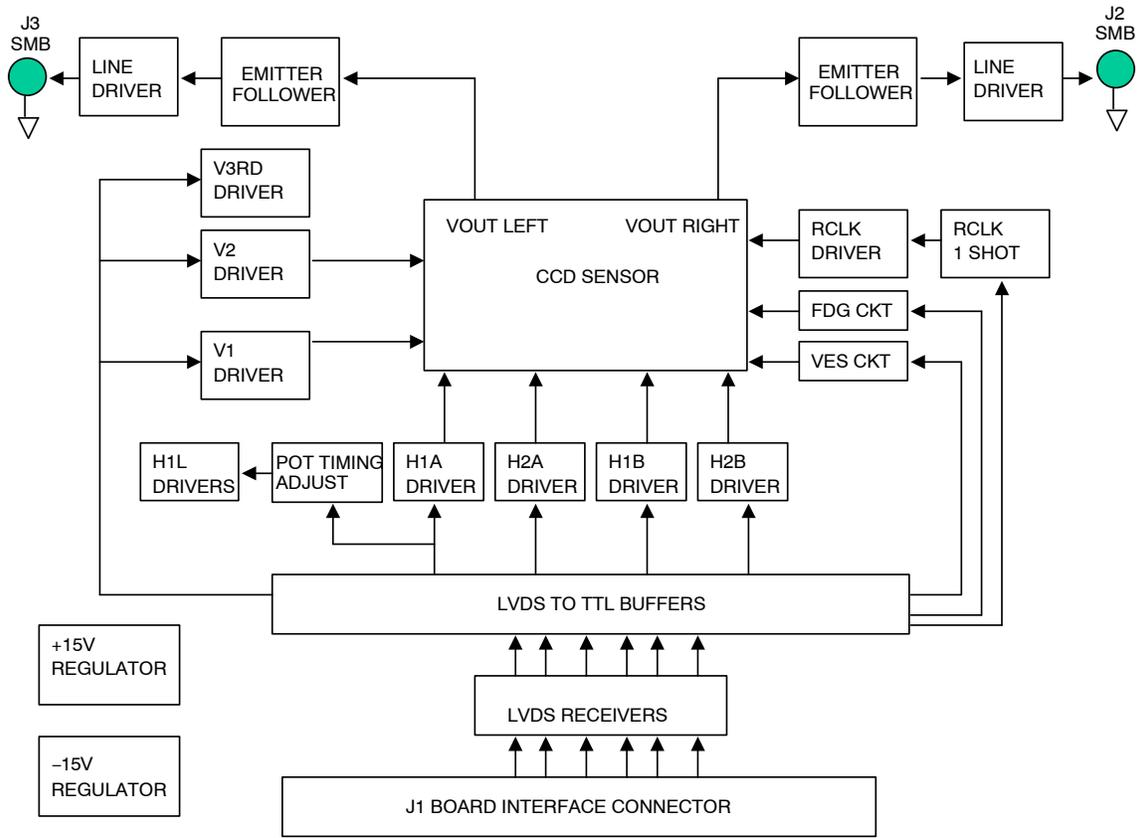 J3
SMB
J2
SMB
LINE
DRIVER
EMITTER
FOLLOWER
EMITTER
FOLLOWER
LINE
DRIVER
V3RD
DRIVER
V2
DRIVER
V1
DRIVER
VOUT LEFT
VOUT RIGHT
CCD SENSOR
RCLK
DRIVER
RCLK
1 SHOT
FDG CKT
VES CKT
H1L
DRIVERS
POT TIMING
ADJUST
H1A
DRIVER
H2A
DRIVER
H1B
DRIVER
H2B
DRIVER
LVDS TO TTL BUFFERS
+15V
REGULATOR
LVDS RECEIVERS
−15V
REGULATOR
J1 BOARD INTERFACE CONNECTOR